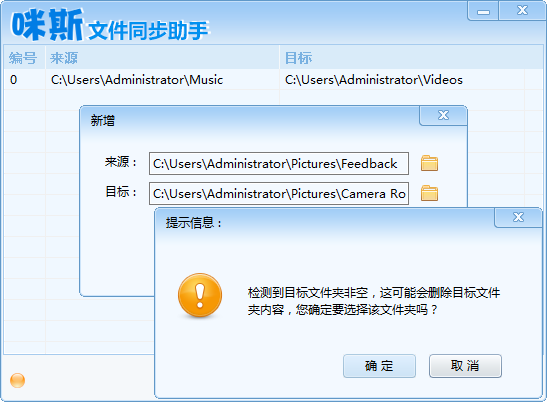 咪斯文件同步助手
编号 来源 目标
0 C:\Users\Administrator\Music C:\Users\Administrator\Videos
新增
来源： C:\Users\Administrator\Pictures\Feedback
目标： C:\Users\Administrator\Pictures\Camera Ro
提示信息：
检测到目标文件夹非空，这可能会删除目标文件
夹内容，您确定要选择该文件夹吗？
确 定 取 消